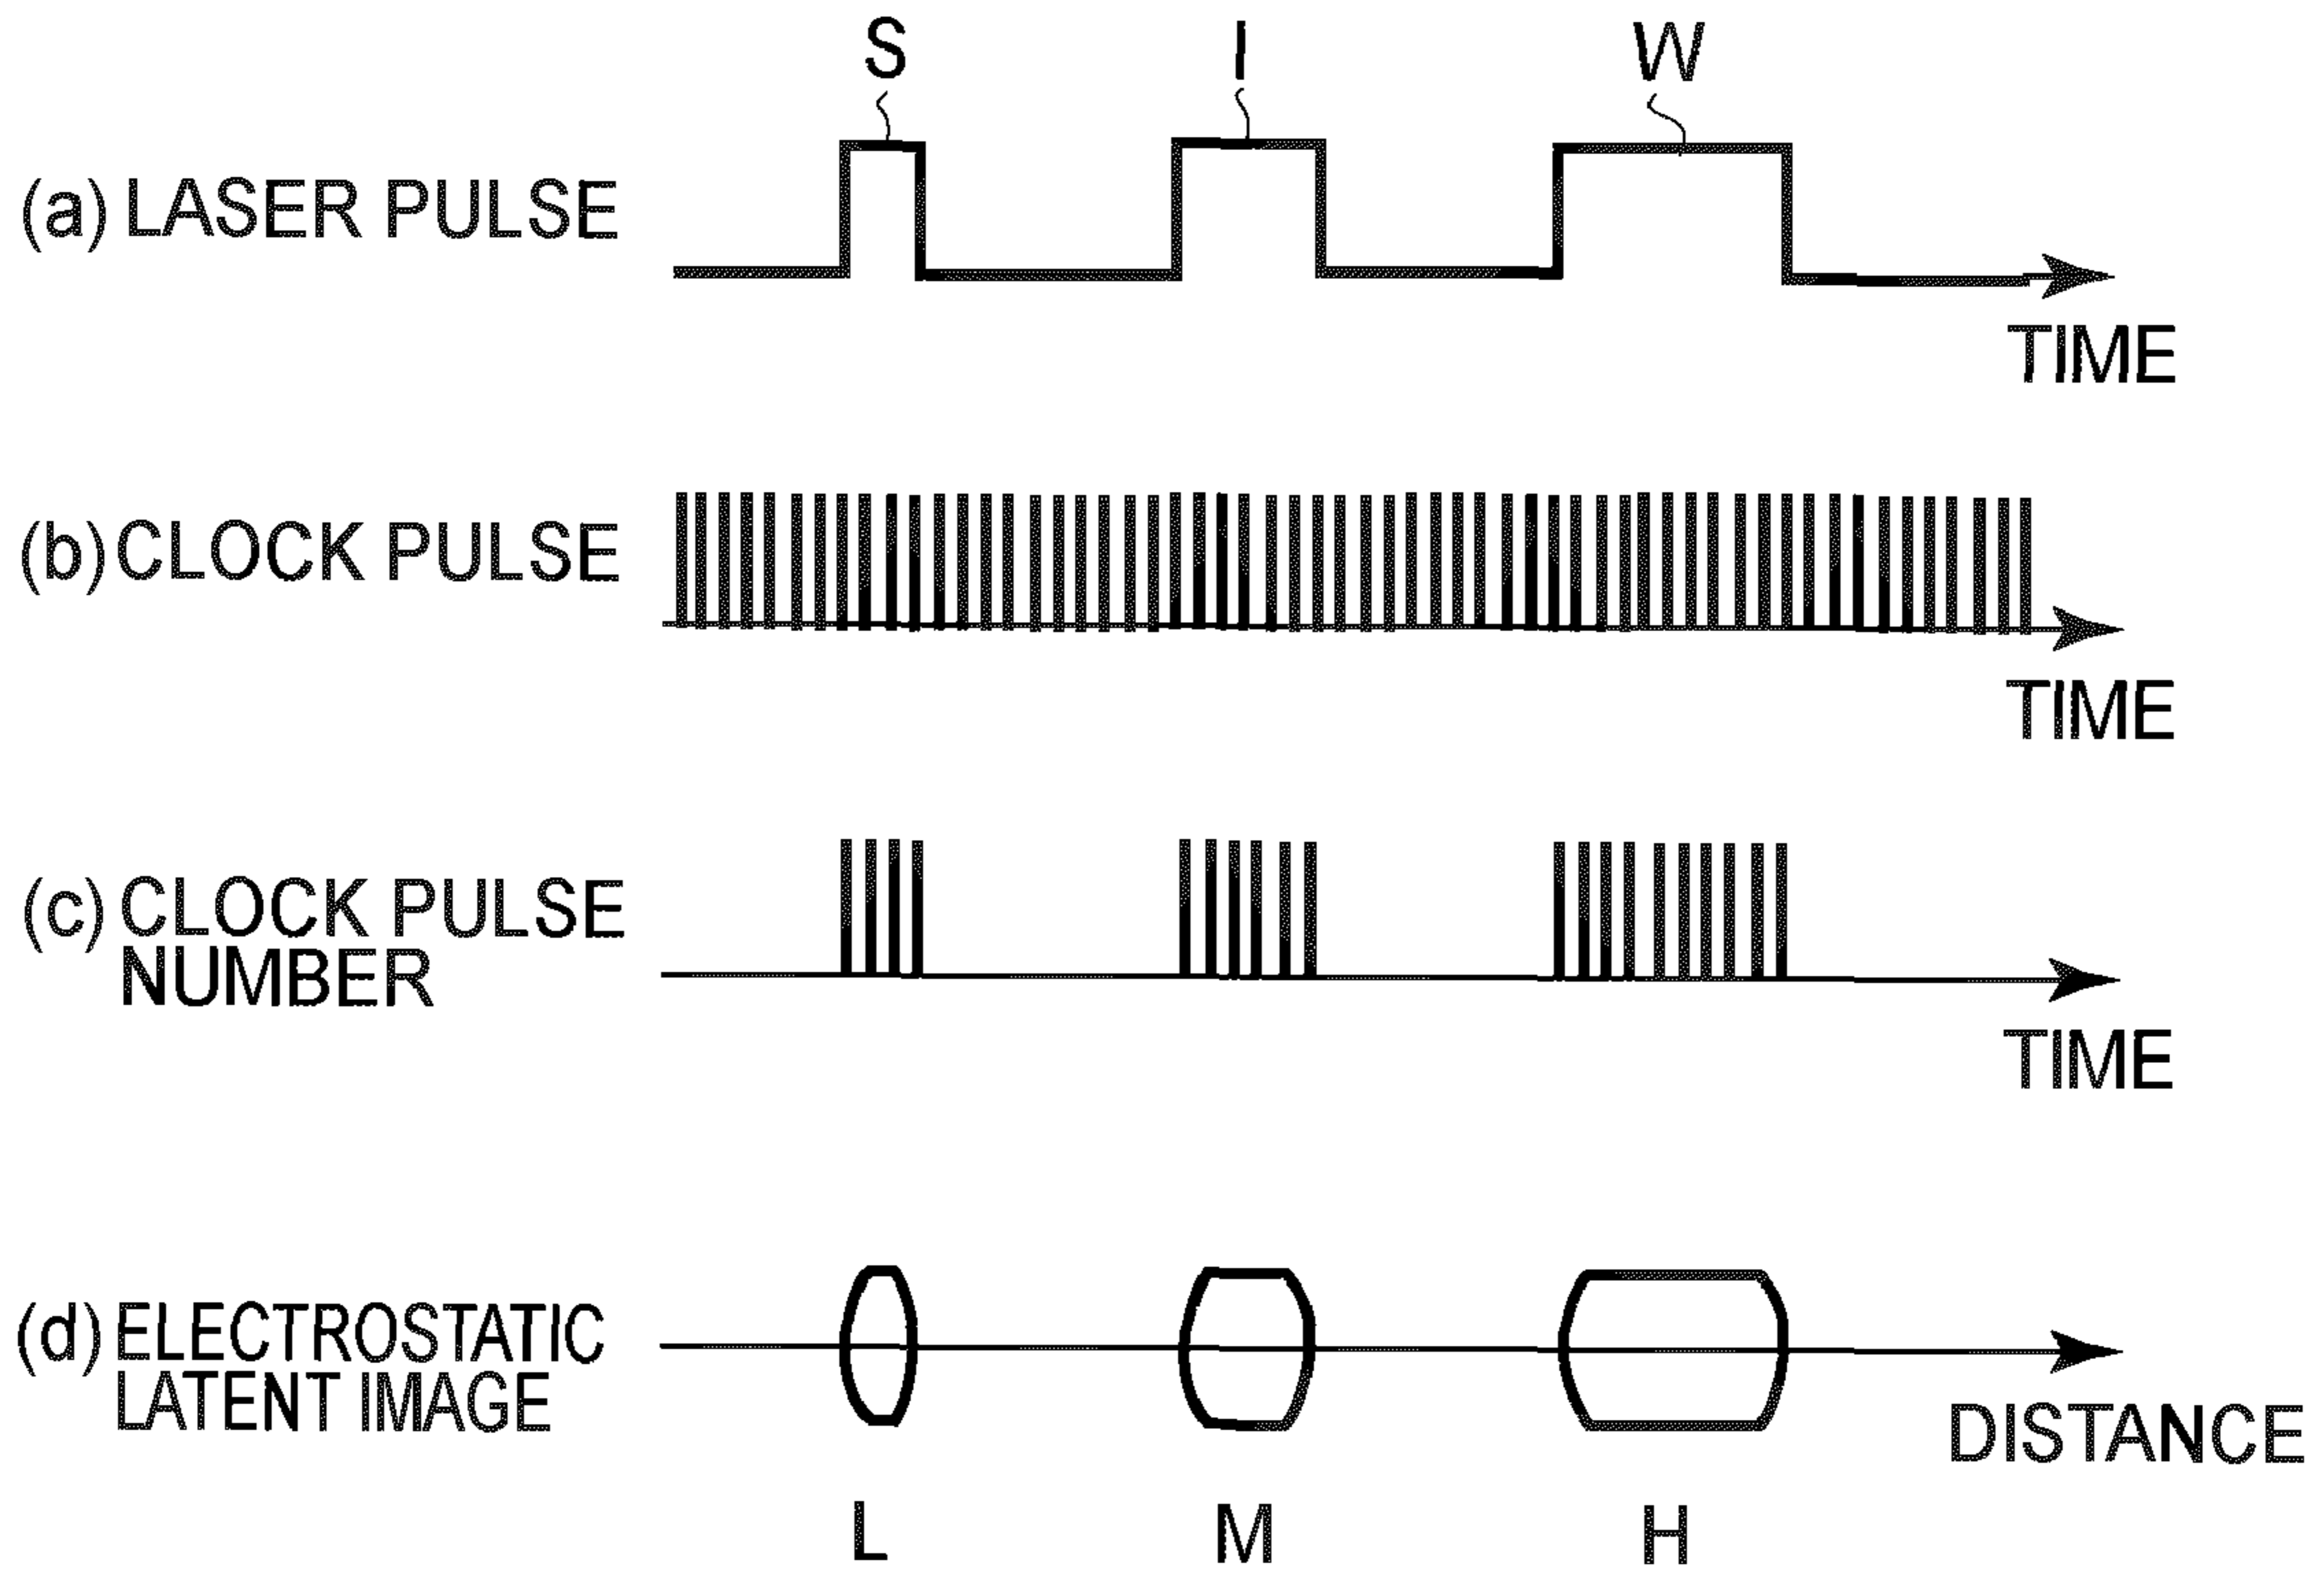 S I W
(a) LASER PULSE
TIME
(b) CLOCK PULSE
TIME
(c) CLOCK PULSE
NUMBER
TIME
(d) ELECTROSTATIC
LATENT IMAGE
DISTANCE
L M H